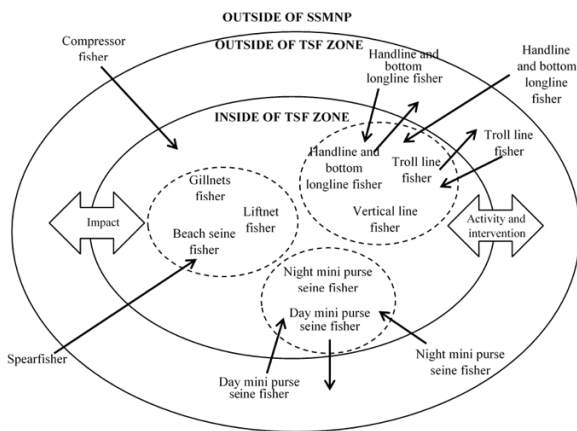 OUTSIDE OF SSMNP
OUTSIDE OF TSF ZONE
Compressor
fisher
Handline and
bottom
longline fisher
Handline
and bottom
longline
fisher
INSIDE OF TSF ZONE
Troll line
fisher
Handline and
bottom
longline fisher
Troll line
fisher
Gillnets
fisher
Liftnet
fisher
Vertical line
fisher
Impact
Beach seine
fisher
Activity and
intervention
Night mini purse
seine fisher
Day mini purse
seine fisher
Spearfisher
Day mini purse
seine fisher
Night mini purse
seine fisher